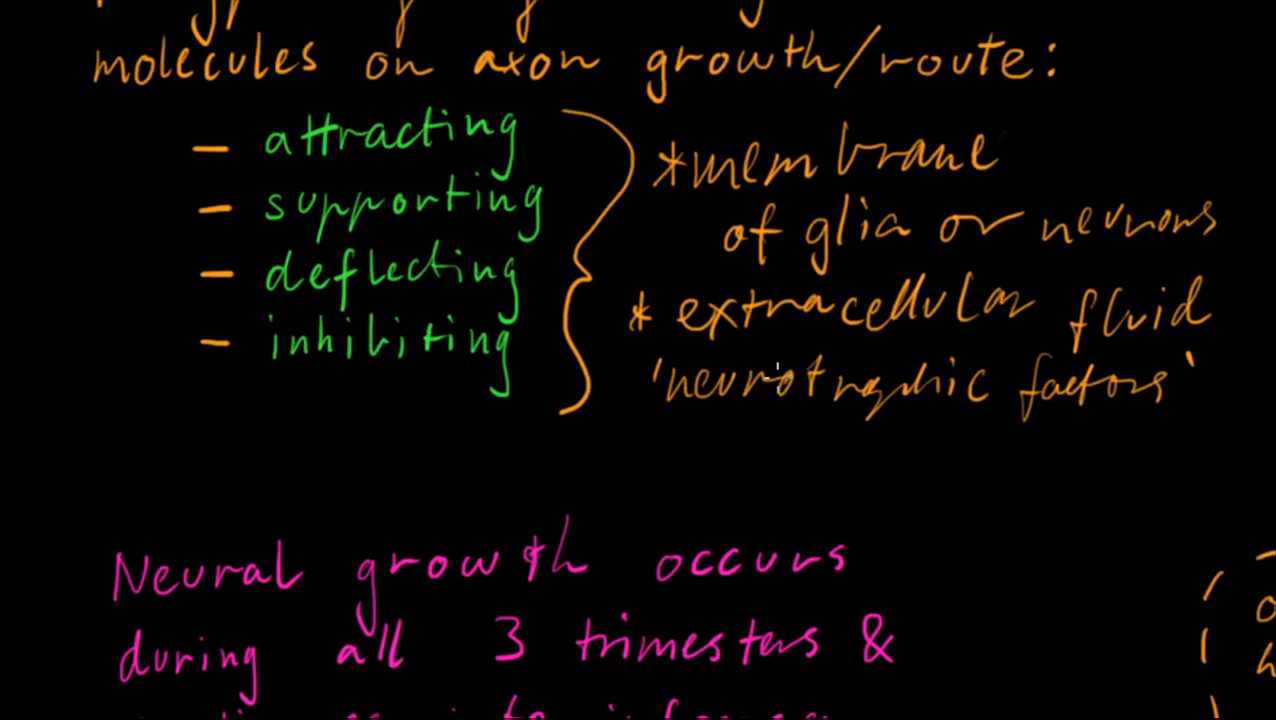 molecules on axon growth/route:
- attracting
- supporting
- deflecting
- inhibiting
*membrane
of glia or neurons
* extracellular fluid
'neurotrophic factors'
Neural growth occurs
during all 3 trimesters &